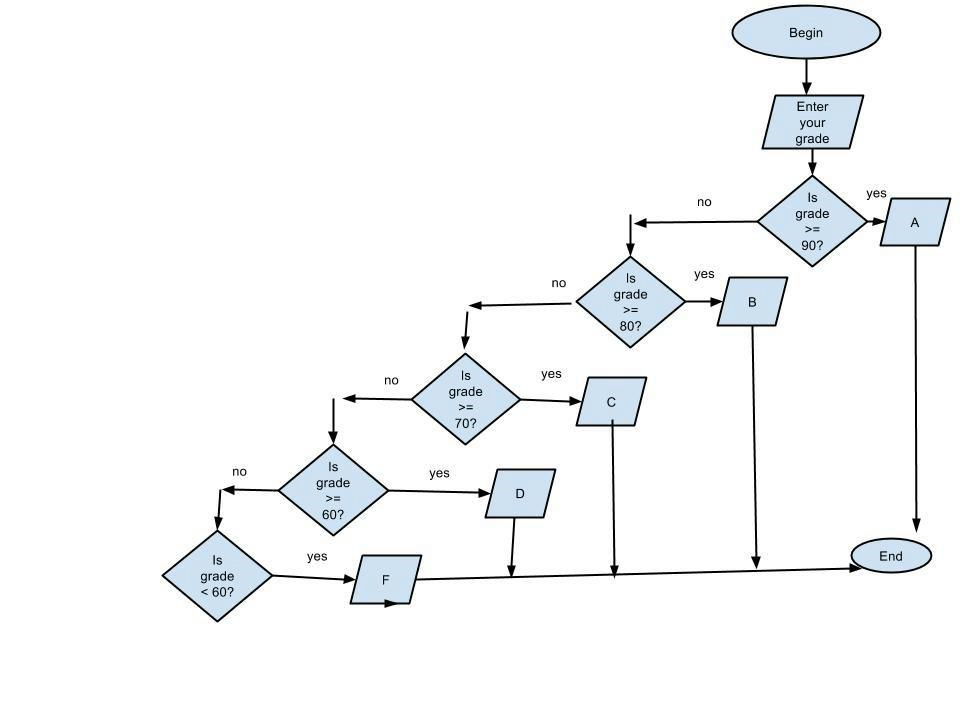 Begin
Enter
your
grade
Is
grade
>=
90?
yes
A
no
Is
grade
>=
80?
yes
B
no
Is
grade
>=
70?
yes
C
no
Is
grade
>=
60?
yes
D
no
Is
grade
< 60?
yes
F
End